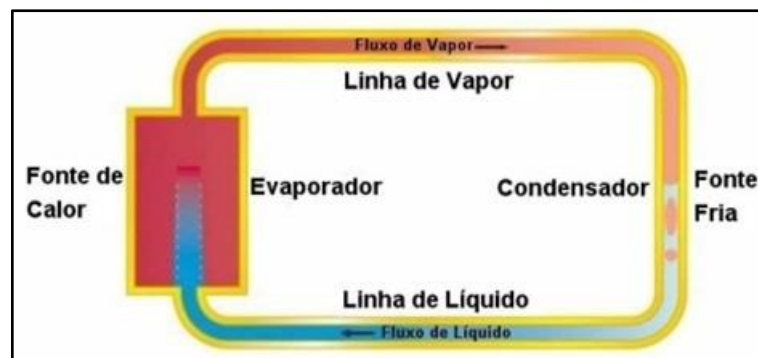 Fluxo de Vapor
Linha de Vapor
Fonte de
Calor
Evaporador
Condensador
Fonte
Fria
Linha de Líquido
Fluxo de Líquido